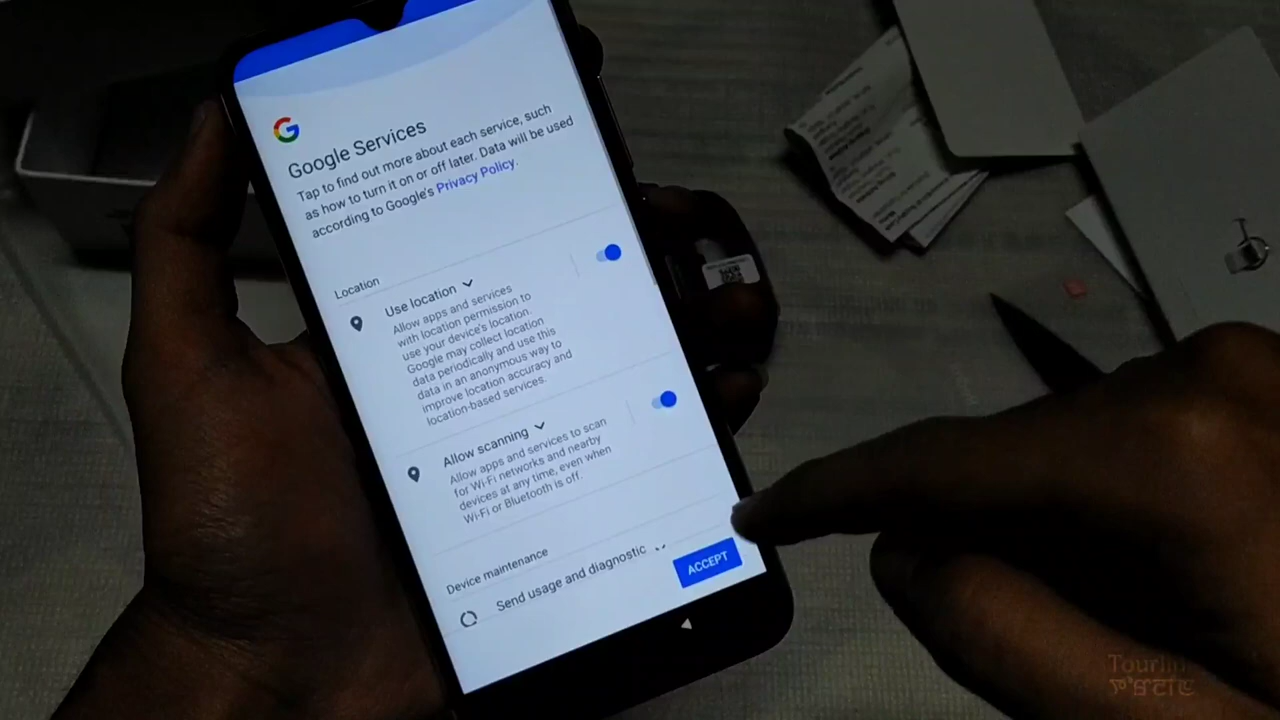 Google Services
Tap to find out more about each service, such
as how to turn it on or off later. Data will be used
according to Google's Privacy Policy.
Location
Use location
Allow apps and services
with location permission to
use your device's location.
Google may collect location
data periodically and use this
data in an anonymous way to
improve location accuracy and
location-based services.
Allow scanning
Allow apps and services to scan
for Wi-Fi networks and nearby
devices at any time, even when
Wi-Fi or Bluetooth is off.
Device maintenance
Send usage and diagnostic
ACCEPT